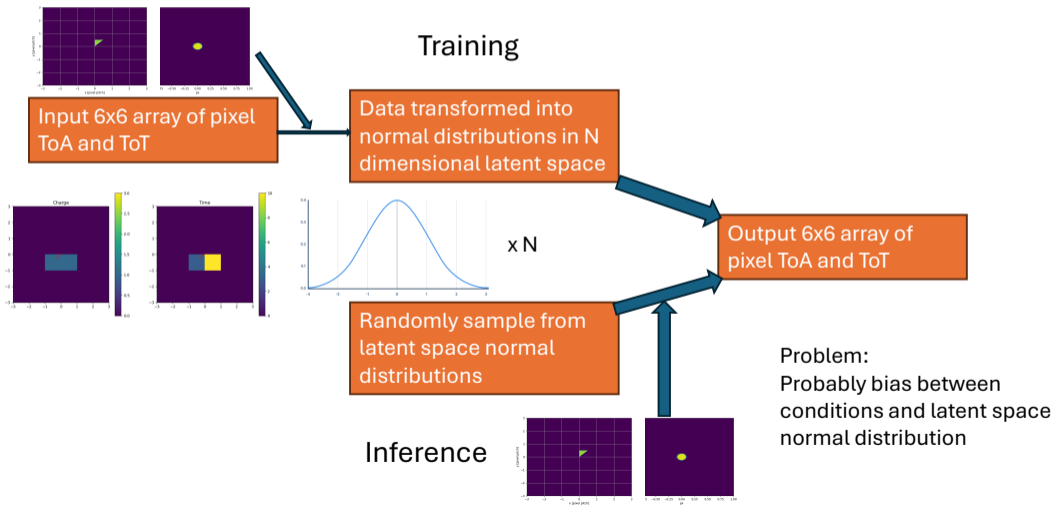 Training
Input 6x6 array of pixel
ToA and ToT
Data transformed into
normal distributions in N
dimensional latent space
Charge
Time
x N
Output 6x6 array of
pixel ToA and ToT
Randomly sample from
latent space normal
distributions
Problem:
Probably bias between
conditions and latent space
normal distribution
Inference